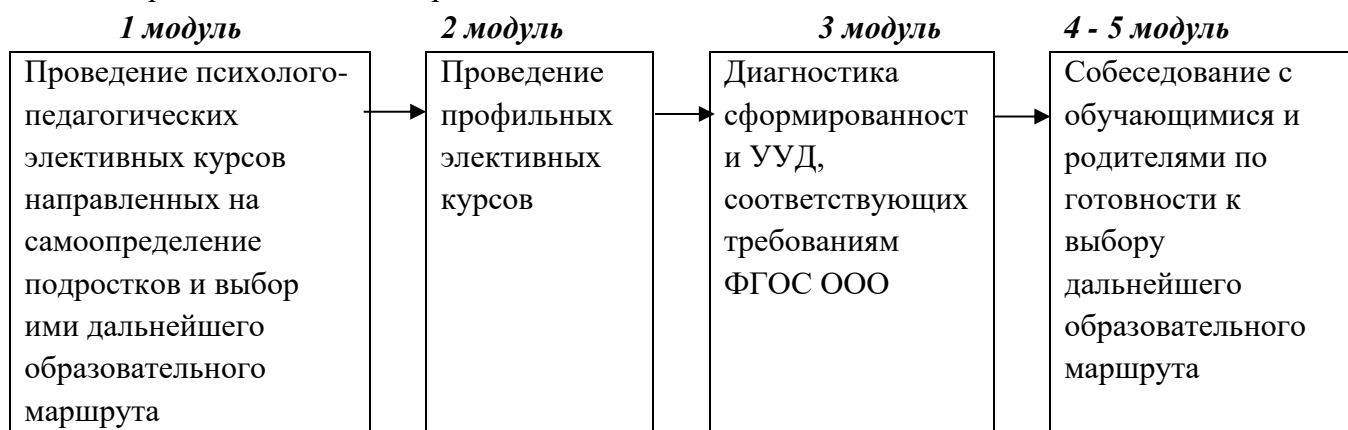 1 модуль
2 модуль
3 модуль
4 - 5 модуль
Проведение психолого-
педагогических
элективных курсов
направленных на
самоопределение
подростков и выбор
ими дальнейшего
образовательного
маршрута
Проведение
профильных
элективных
курсов
Диагностика
сформированност
и УУД,
соответствующих
требованиям
ФГОС ООО
Собеседование с
обучающимися и
родителями по
готовности к
выбору
дальнейшего
образовательного
маршрута